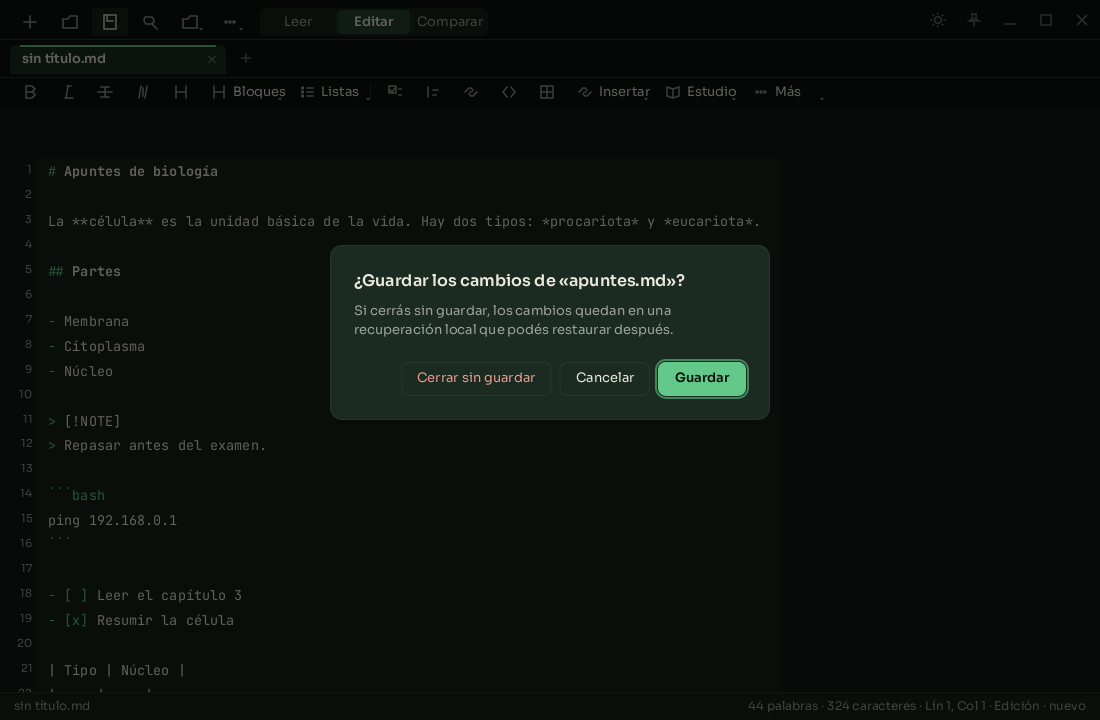 Leer Editar Comparar
sin título.md
Bloques Listas Insertar Estudio Más
1 # Apuntes de biología
2
3 La **célula** es la unidad básica de la vida. Hay dos tipos: *procariota* y *eucariota*.
4
5 ## Partes
6
7 - Membrana
8 - Citoplasma
9 - Núcleo
10
11 > [!NOTE]
12 > Repasar antes del examen.
13
14 ```bash
15 ping 192.168.0.1
16 ```
17
18 - [ ] Leer el capítulo 3
19 - [x] Resumir la célula
20
21 | Tipo | Núcleo |
¿Guardar los cambios de «apuntes.md»?
Si cerrás sin guardar, los cambios quedan en una
recuperación local que podés restaurar después.
Cerrar sin guardar Cancelar Guardar
sin título.md 44 palabras · 324 caracteres · Lín 1, Col 1 · Edición · nuevo